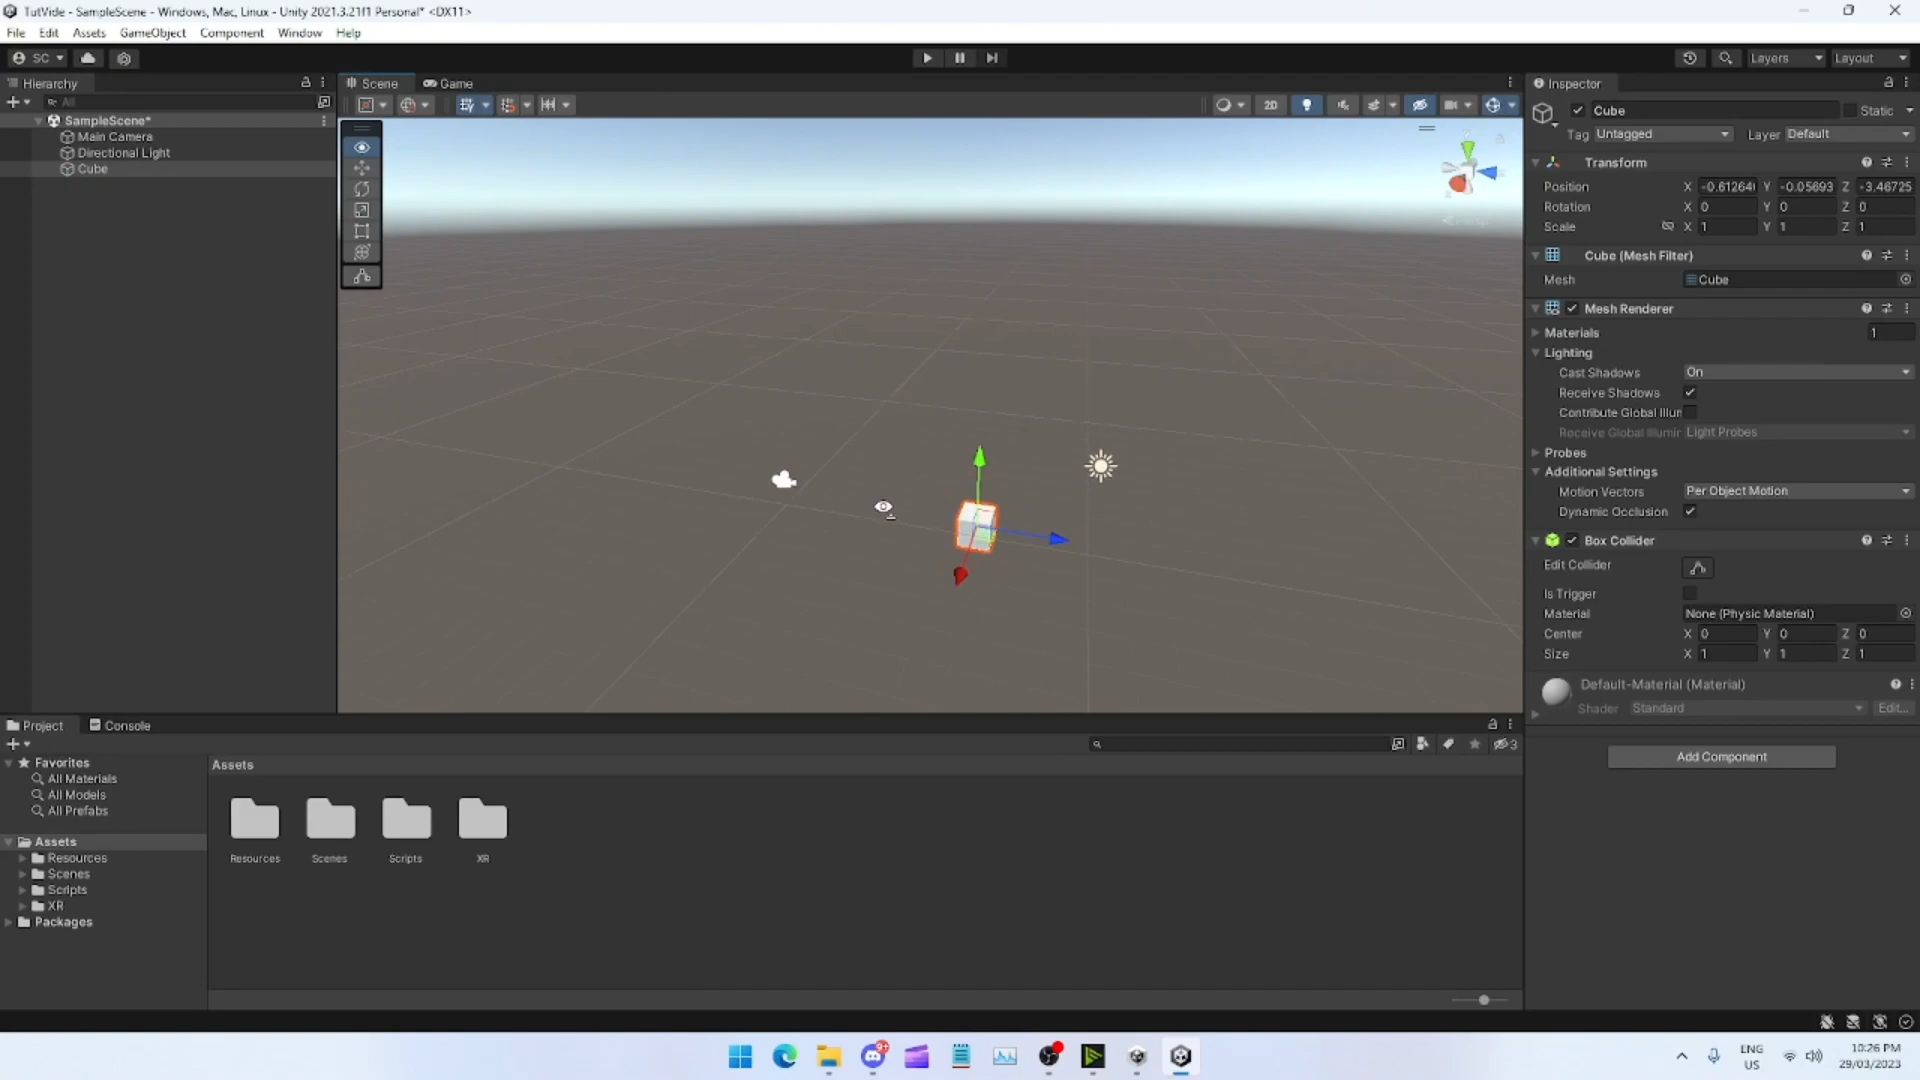 TutVide - SampleScene - Windows, Mac, Linux - Unity 2021.3.21f1 Personal* <DX11>
File Edit Assets GameObject Component Window Help
SC
Layers Layout
Hierarchy
All
SampleScene*
Main Camera
Directional Light
Cube
Scene Game
2D
Inspector
Cube Static
Tag Untagged Layer Default
Transform
Position X -0.61264 Y -0.05693 Z -3.46725
Rotation X 0 Y 0 Z 0
Scale X 1 Y 1 Z 1
Cube (Mesh Filter)
Mesh Cube
Mesh Renderer
Materials 1
Lighting
Cast Shadows On
Receive Shadows
Contribute Global Illur
Receive Global Illumir Light Probes
Probes
Additional Settings
Motion Vectors Per Object Motion
Dynamic Occlusion
Box Collider
Edit Collider
Is Trigger
Material None (Physic Material)
Center X 0 Y 0 Z 0
Size X 1 Y 1 Z 1
Default-Material (Material)
Shader Standard Edit...
Add Component
Project Console
3
Favorites
All Materials
All Models
All Prefabs
Assets
Resources
Scenes
Scripts
XR
Packages
Assets
Resources Scenes Scripts XR
ENG
US
10:26 PM
29/03/2023